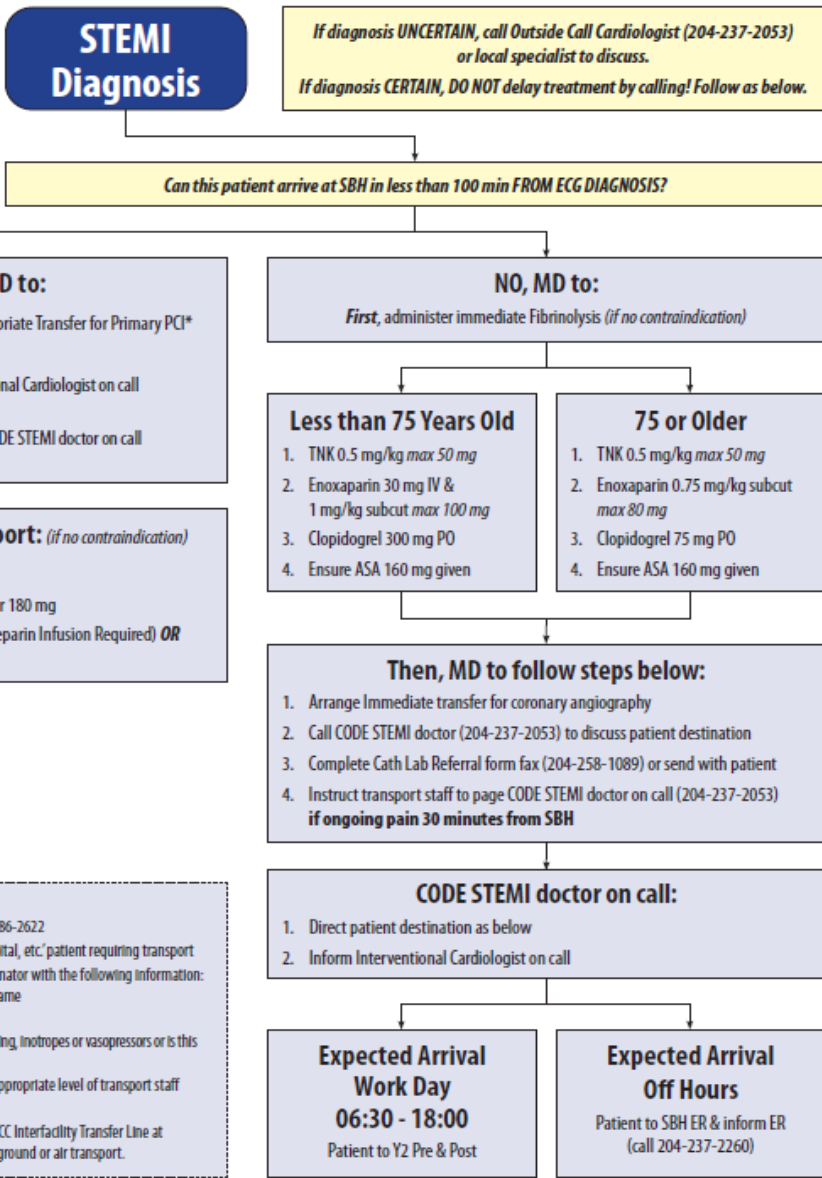 STEMI
Diagnosis
If diagnosis UNCERTAIN, call Outside Call Cardiologist (204-237-2053)
or local specialist to discuss.
If diagnosis CERTAIN, DO NOT delay treatment by calling! Follow as below.
Can this patient arrive at SBH in less than 100 min FROM ECG DIAGNOSIS?
D to:
oriate Transfer for Primary PCI*
nal Cardiologist on call
DE STEMI doctor on call
port: (if no contraindication)
r 180 mg
eparin Infusion Required) OR
86-2622
ital, etc.' patient requiring transport
nator with the following information:
ame
ing, inotropes or vasopressors or is this
ppropriate level of transport staff
CC Interfacility Transfer Line at
ground or air transport.
NO, MD to:
First, administer immediate Fibrinolysis (if no contraindication)
Less than 75 Years Old
1. TNK 0.5 mg/kg max 50 mg
2. Enoxaparin 30 mg IV &
1 mg/kg subcut max 100 mg
3. Clopidogrel 300 mg PO
4. Ensure ASA 160 mg given
75 or Older
1. TNK 0.5 mg/kg max 50 mg
2. Enoxaparin 0.75 mg/kg subcut
max 80 mg
3. Clopidogrel 75 mg PO
4. Ensure ASA 160 mg given
Then, MD to follow steps below:
1. Arrange Immediate transfer for coronary angiography
2. Call CODE STEMI doctor (204-237-2053) to discuss patient destination
3. Complete Cath Lab Referral form fax (204-258-1089) or send with patient
4. Instruct transport staff to page CODE STEMI doctor on call (204-237-2053)
if ongoing pain 30 minutes from SBH
CODE STEMI doctor on call:
1. Direct patient destination as below
2. Inform Interventional Cardiologist on call
Expected Arrival
Work Day
06:30 - 18:00
Patient to Y2 Pre & Post
Expected Arrival
Off Hours
Patient to SBH ER & inform ER
(call 204-237-2260)